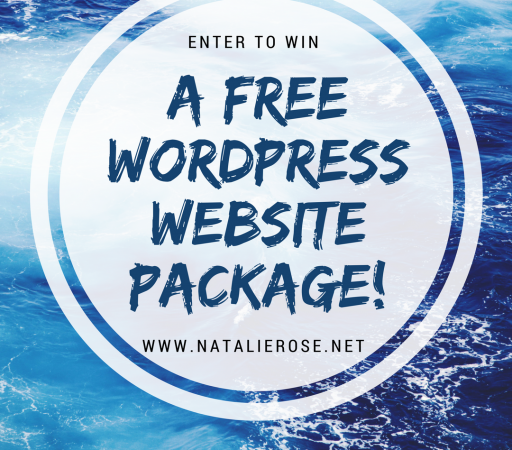 ENTER TO WIN
A FREE
WORDPRESS
WEBSITE
PACKAGE!
WWW.NATALIEROSE.NET